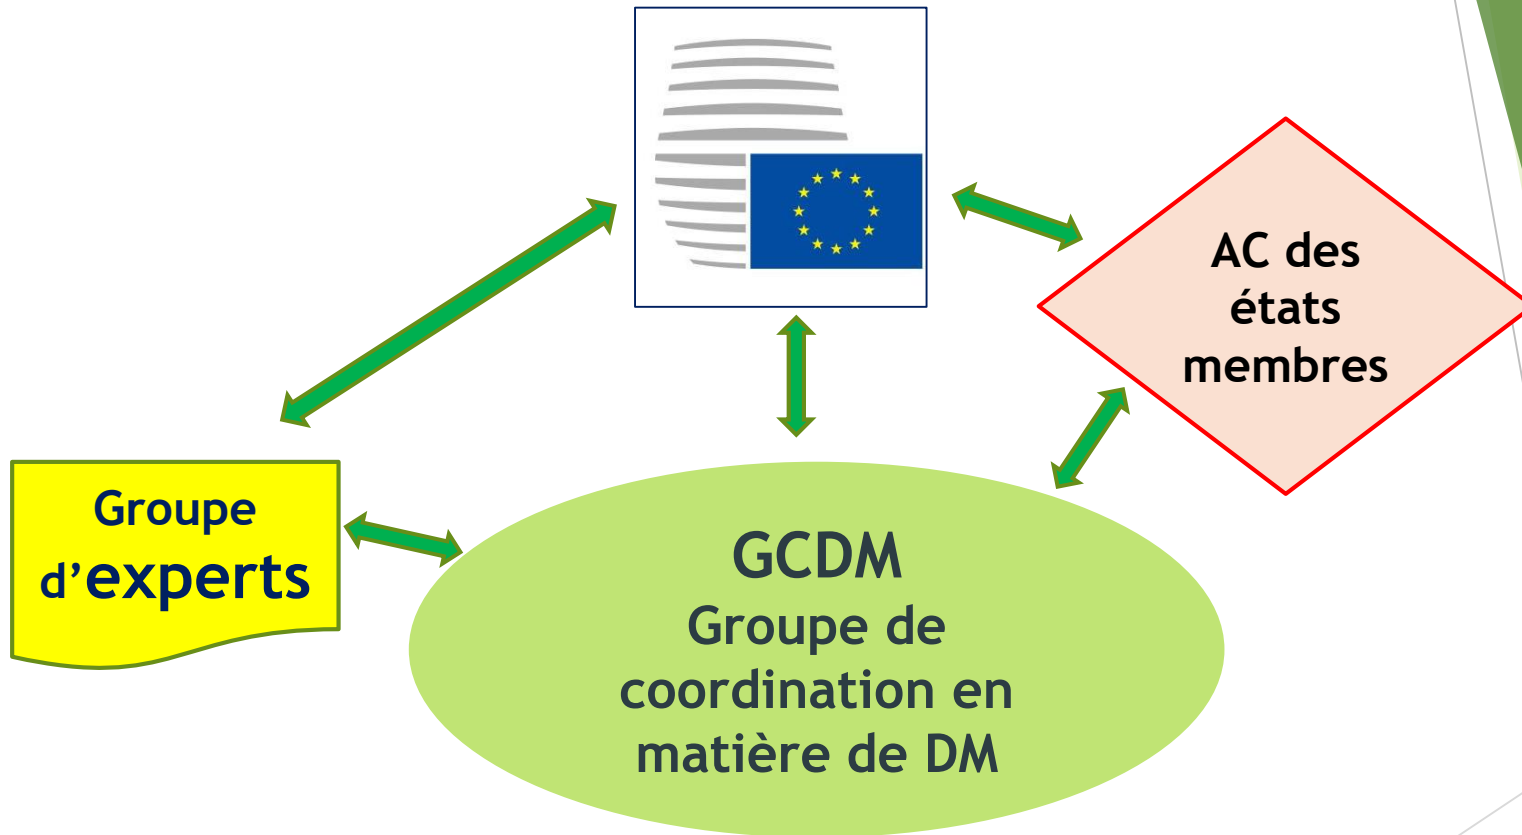 AC des
états
membres
Groupe
d’experts
GCDM
Groupe de
coordination en
matière de DM